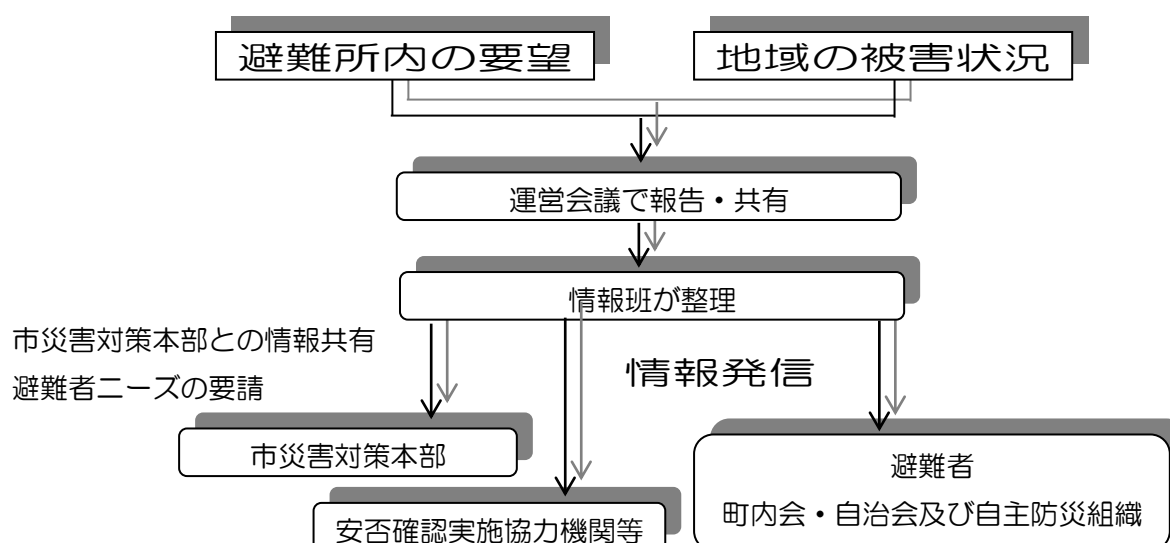 避難所内の要望
地域の被害状況
運営会議で報告・共有
情報班が整理
市災害対策本部との情報共有
避難者ニーズの要請
情報発信
市災害対策本部
避難者
町内会・自治会及び自主防災組織
安否確認実施協力機関等